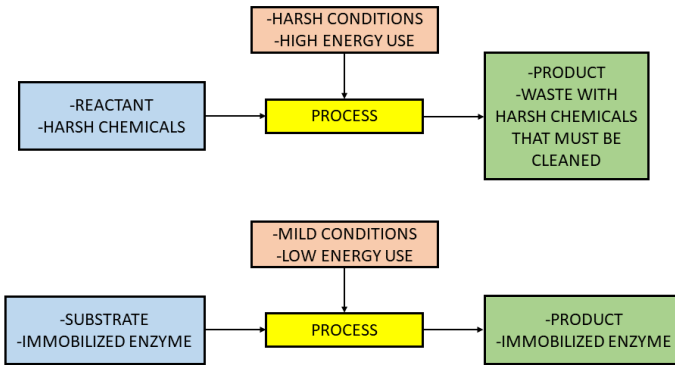 -HARSH CONDITIONS
-HIGH ENERGY USE
-REACTANT
-HARSH CHEMICALS
PROCESS
-PRODUCT
-WASTE WITH
HARSH CHEMICALS
THAT MUST BE
CLEANED
-MILD CONDITIONS
-LOW ENERGY USE
-SUBSTRATE
-IMMOBILIZED ENZYME
PROCESS
-PRODUCT
-IMMOBILIZED ENZYME